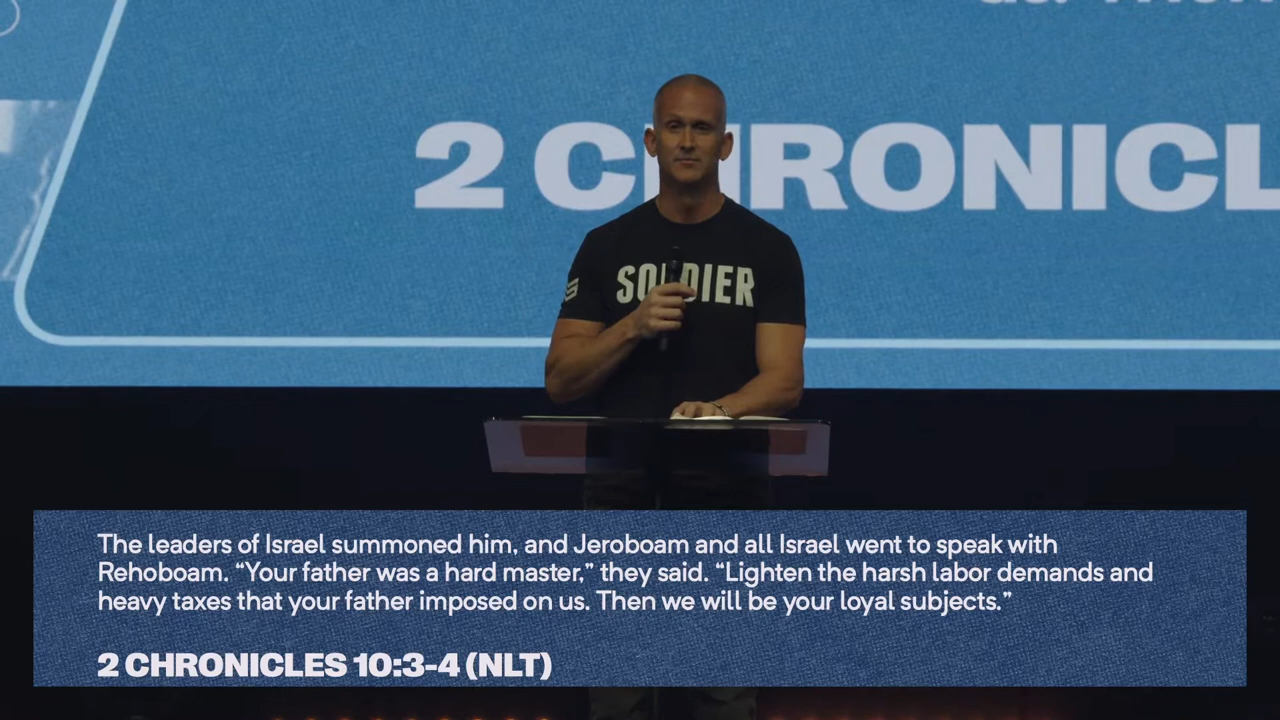 2 CHRONICL
SOLDIER
The leaders of Israel summoned him, and Jeroboam and all Israel went to speak with
Rehoboam. “Your father was a hard master,” they said. “Lighten the harsh labor demands and
heavy taxes that your father imposed on us. Then we will be your loyal subjects.”
2 CHRONICLES 10:3-4 (NLT)